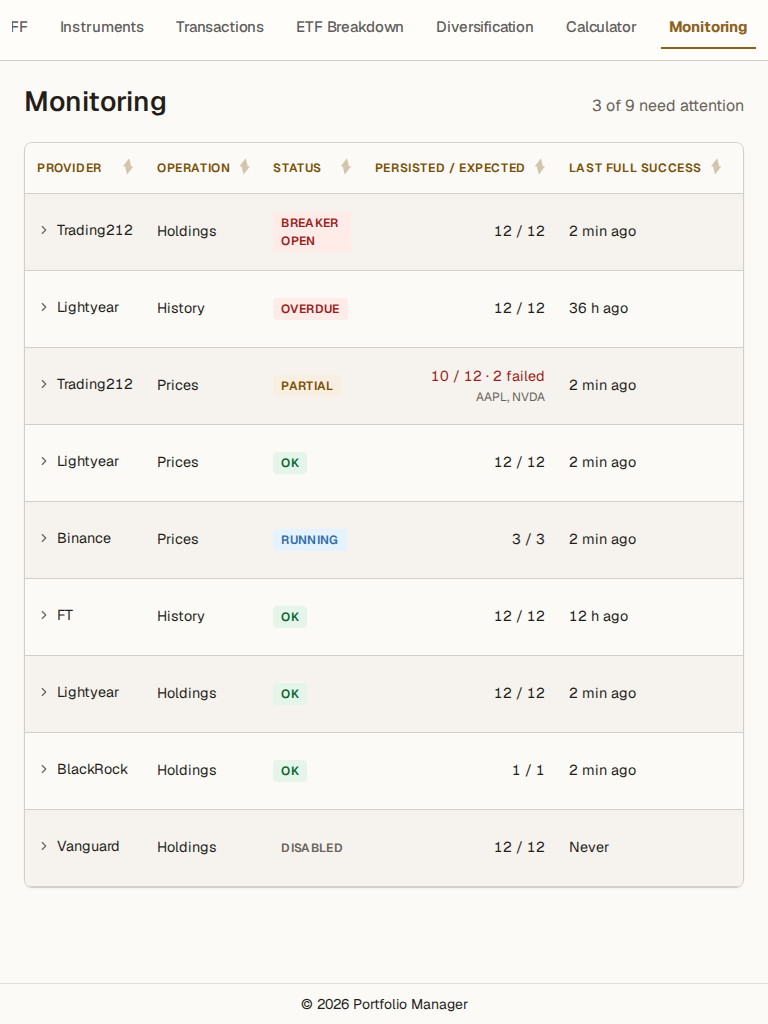 FF Instruments Transactions ETF Breakdown Diversification Calculator Monitoring
Monitoring
3 of 9 need attention
PROVIDER OPERATION STATUS PERSISTED / EXPECTED LAST FULL SUCCESS
Trading212 Holdings BREAKER OPEN 12 / 12 2 min ago
Lightyear History OVERDUE 12 / 12 36 h ago
Trading212 Prices PARTIAL 10 / 12 · 2 failed 2 min ago
AAPL, NVDA
Lightyear Prices OK 12 / 12 2 min ago
Binance Prices RUNNING 3 / 3 2 min ago
FT History OK 12 / 12 12 h ago
Lightyear Holdings OK 12 / 12 2 min ago
BlackRock Holdings OK 1 / 1 2 min ago
Vanguard Holdings DISABLED 12 / 12 Never
© 2026 Portfolio Manager